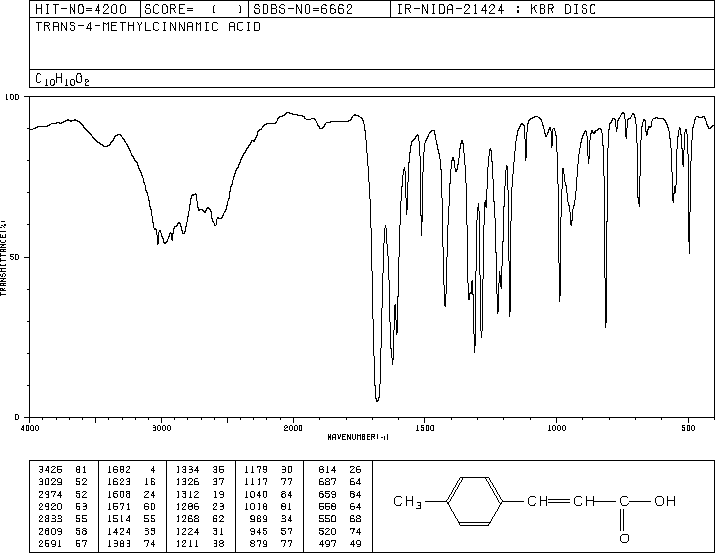 HIT-NO=4200 SCORE= ( ) SDBS-NO=6662 IR-NIDA-21424 : KBR DISC
TRANS-4-METHYLCINNAMIC ACID
C10H10O2
100
50
0
TRANSMITTANCE(%)
4000 3000 2000 1500 1000 500
WAVENUMBER(-1)
3425 81 1682 4 1334 35 1179 30 814 26
3029 52 1623 16 1326 37 1117 77 687 64
2974 52 1608 24 1312 19 1040 84 659 84
2920 53 1571 60 1286 23 1018 81 558 64
2833 55 1514 55 1268 62 989 34 550 68
2809 58 1424 33 1224 31 945 57 520 74
2591 57 1383 74 1211 38 879 77 497 49
CH3 CH CH C OH
O